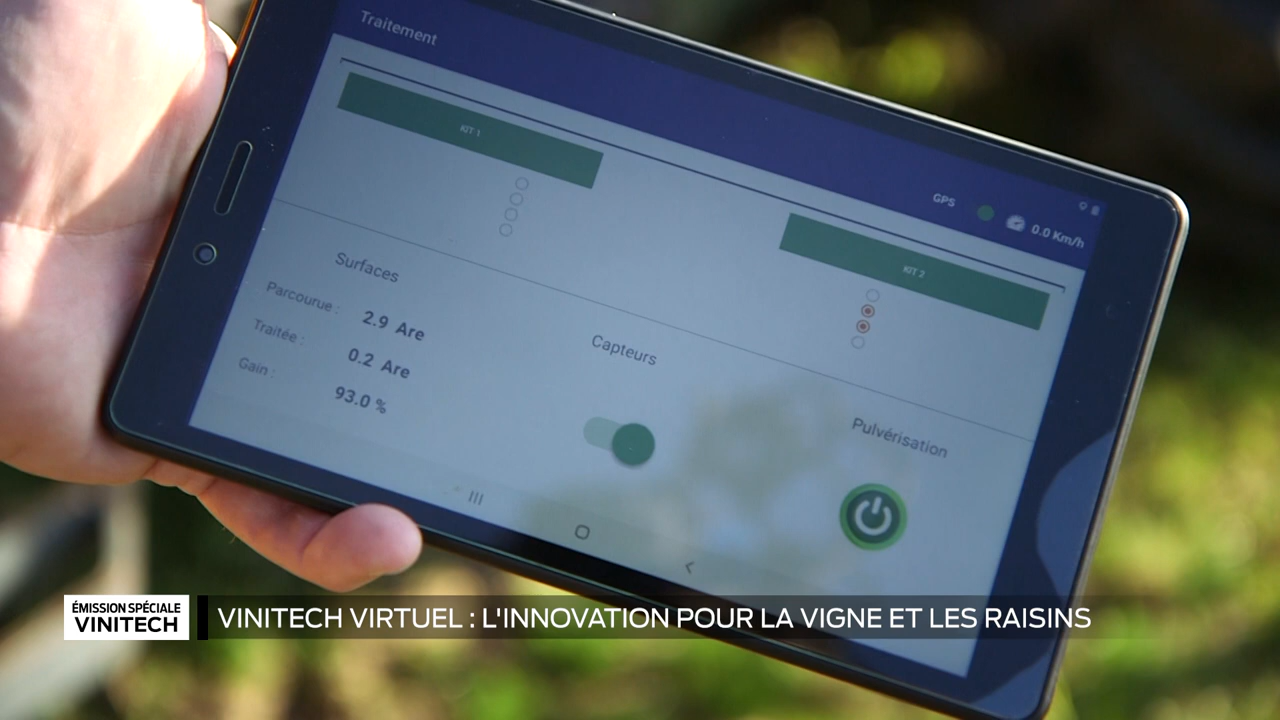 Traitement
KIT 1
GPS
0.0 Km/h
KIT 2
Surfaces
Parcourue : 2.9 Are
Traitée : 0.2 Are
Gain : 93.0 %
Capteurs
Pulvérisation
ÉMISSION SPÉCIALE
VINITECH
VINITECH VIRTUEL : L'INNOVATION POUR LA VIGNE ET LES RAISINS